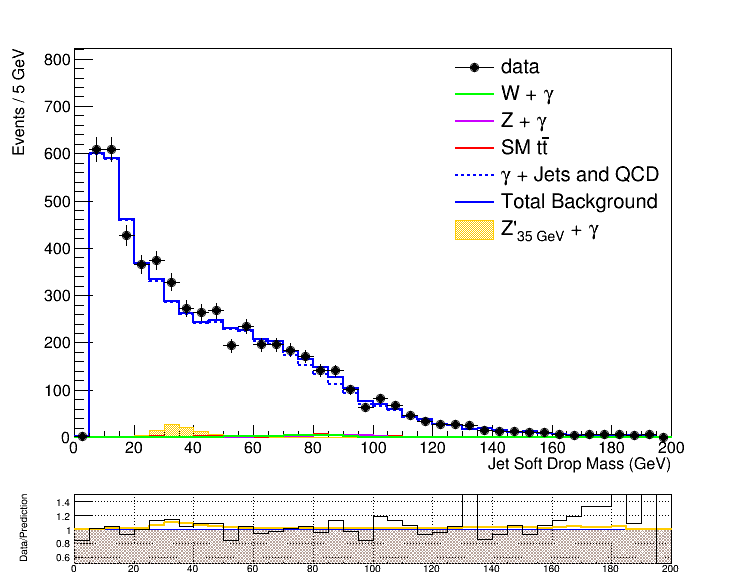 Events / 5 GeV
800
700
600
500
400
300
200
100
0
data
W + γ
Z + γ
SM tt̄
γ + Jets and QCD
Total Background
Z'35 GeV + γ
0 20 40 60 80 100 120 140 160 180 200
Jet Soft Drop Mass (GeV)
Data/Prediction
1.4
1.2
1
0.8
0.6
0 20 40 60 80 100 120 140 160 180 200